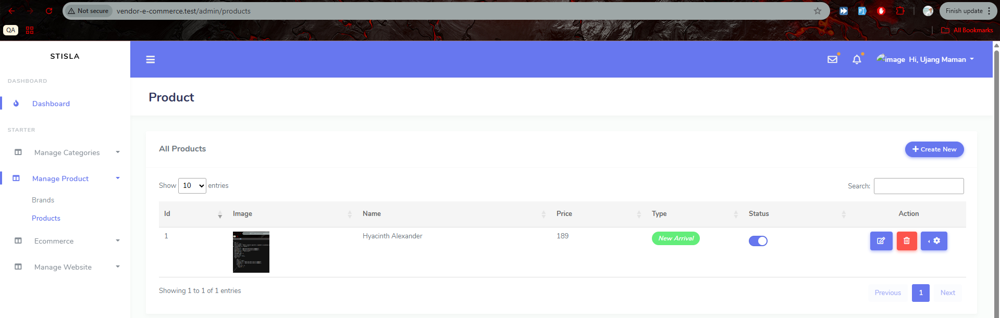 Not secure vendor-e-commerce.test/admin/products Finish update
QA All Bookmarks
STISLA
image Hi, Ujang Maman
DASHBOARD
Dashboard
STARTER
Manage Categories
Manage Product
Brands
Products
Ecommerce
Manage Website
Product
All Products
Create New
Show 10 entries
Search:
Id Image Name Price Type Status Action
1 Hyacinth Alexander 189 New Arrival
Showing 1 to 1 of 1 entries
Previous 1 Next